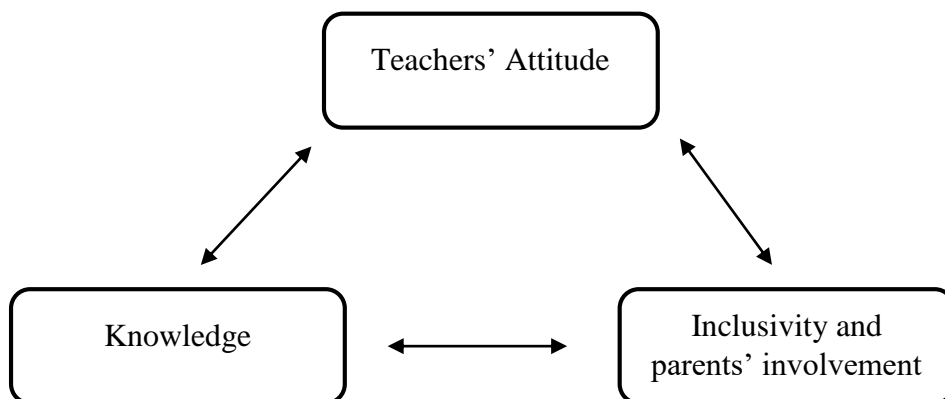 Teachers’ Attitude
Knowledge
Inclusivity and
parents’ involvement